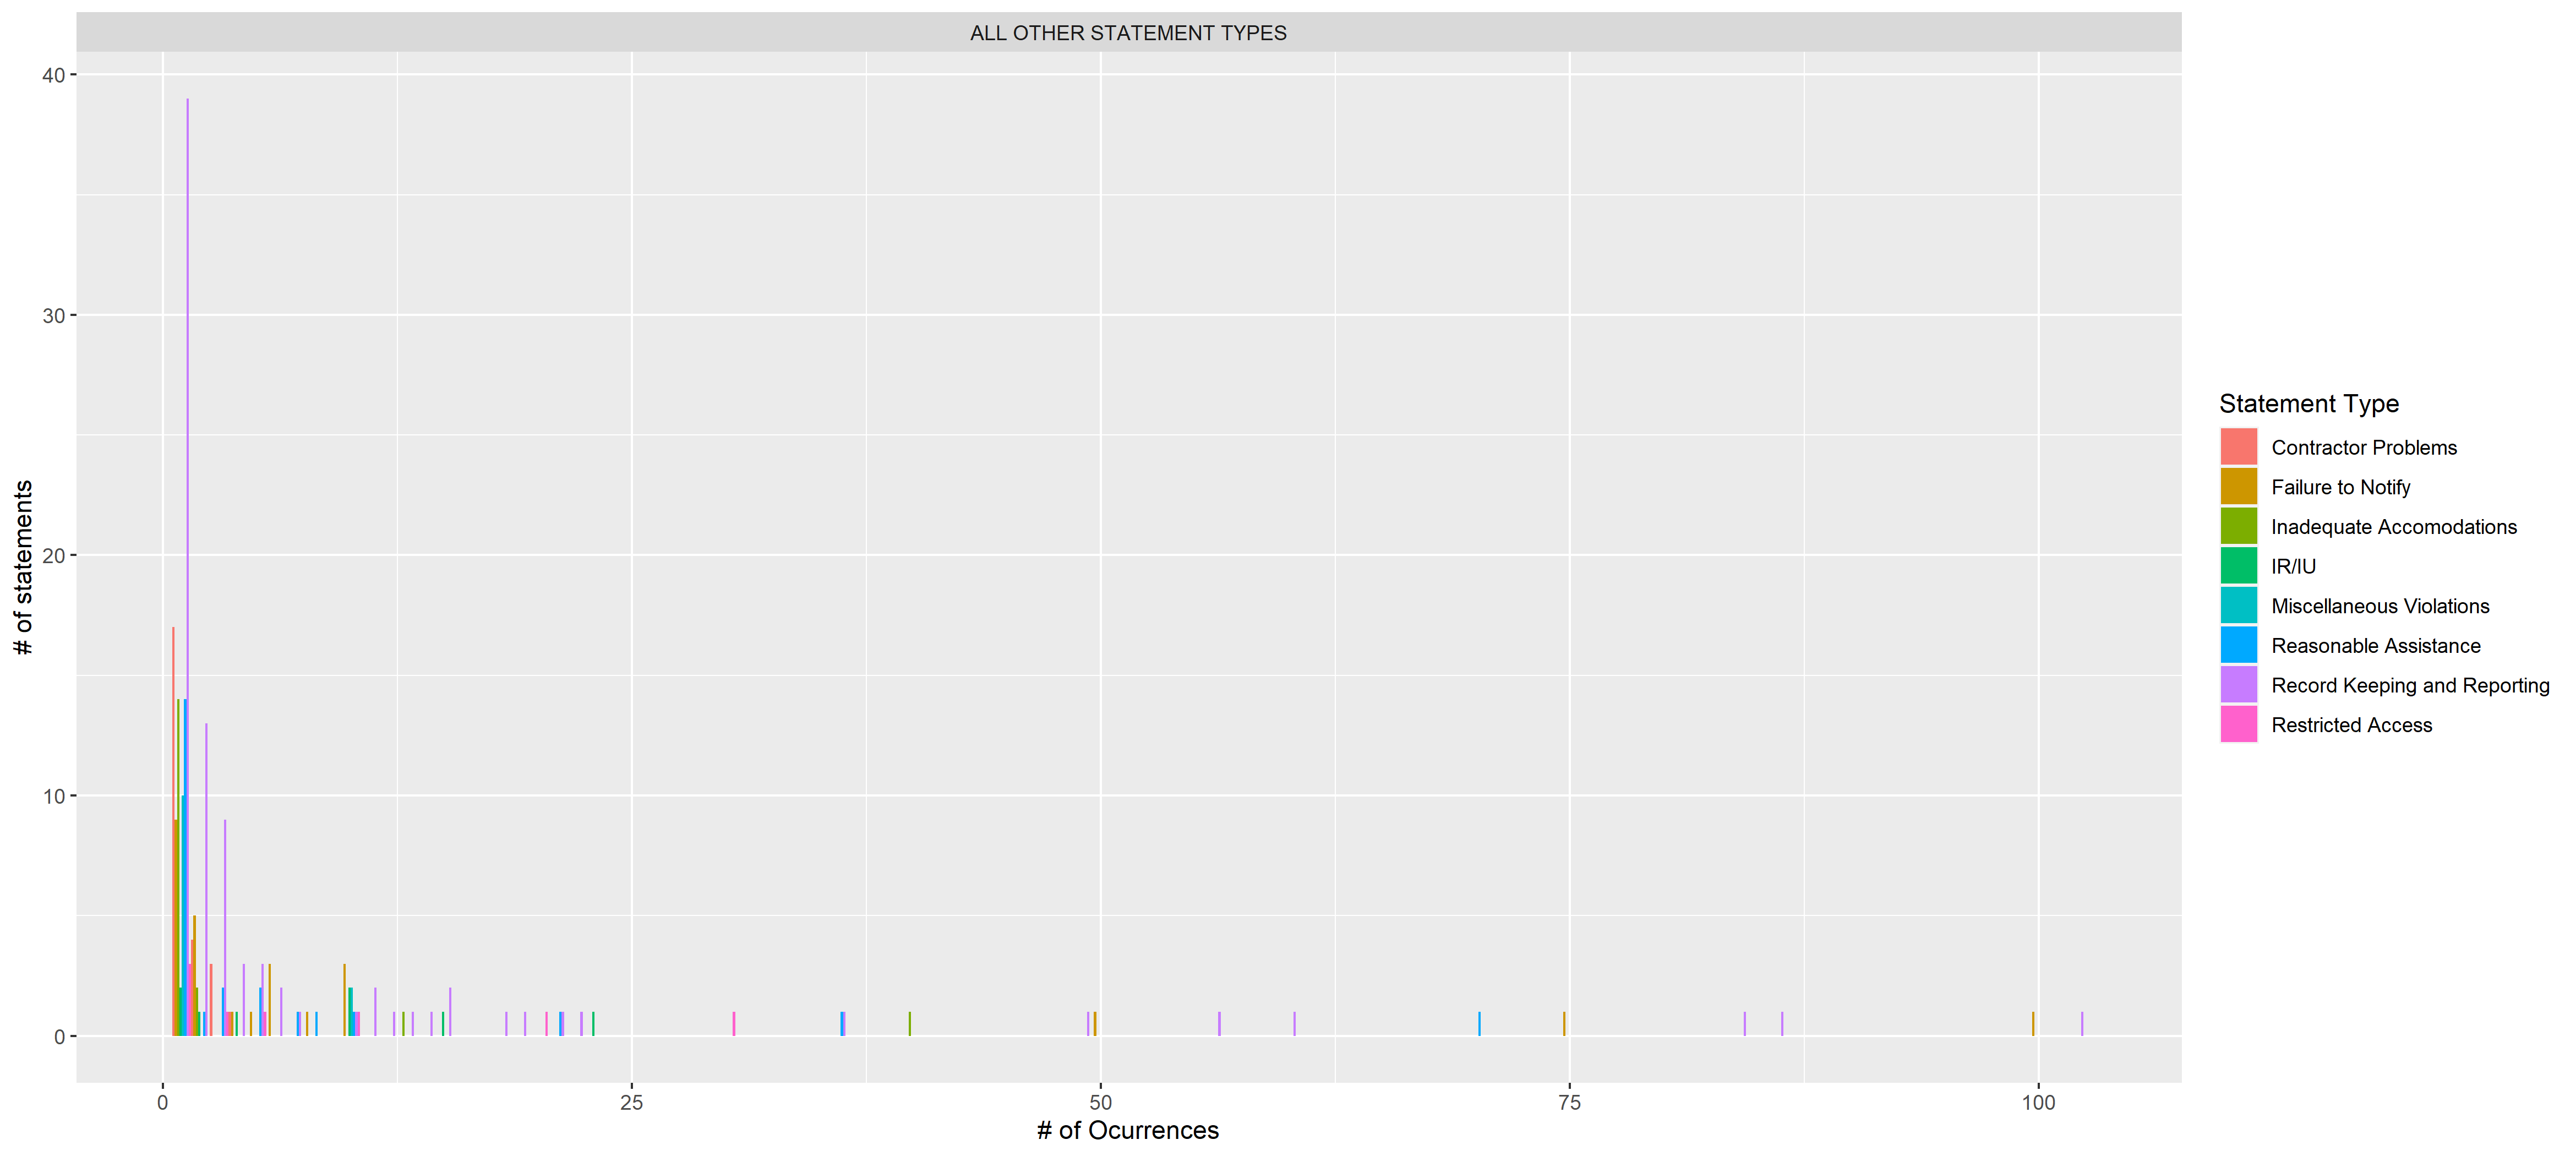 ALL OTHER STATEMENT TYPES
40
30
20
10
0
# of statements
0 25 50 75 100
# of Ocurrences
Statement Type
Contractor Problems
Failure to Notify
Inadequate Accomodations
IR/IU
Miscellaneous Violations
Reasonable Assistance
Record Keeping and Reporting
Restricted Access